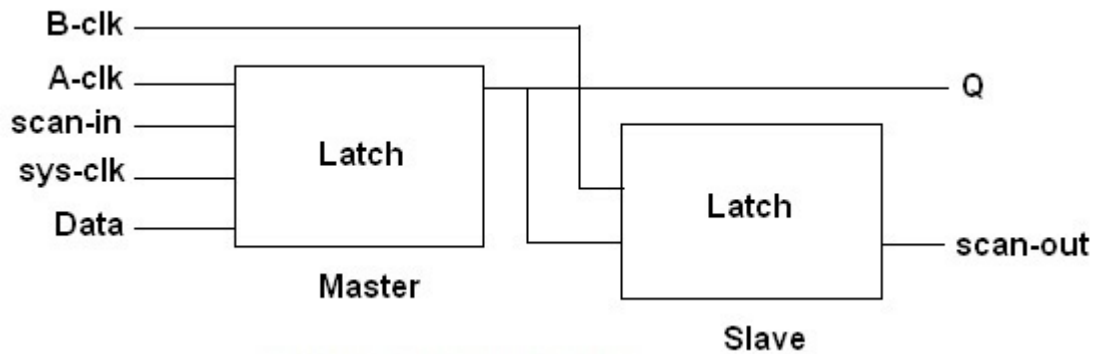 B-clk
A-clk
scan-in
sys-clk
Data
Latch
Master
Q
Latch
scan-out
Slave